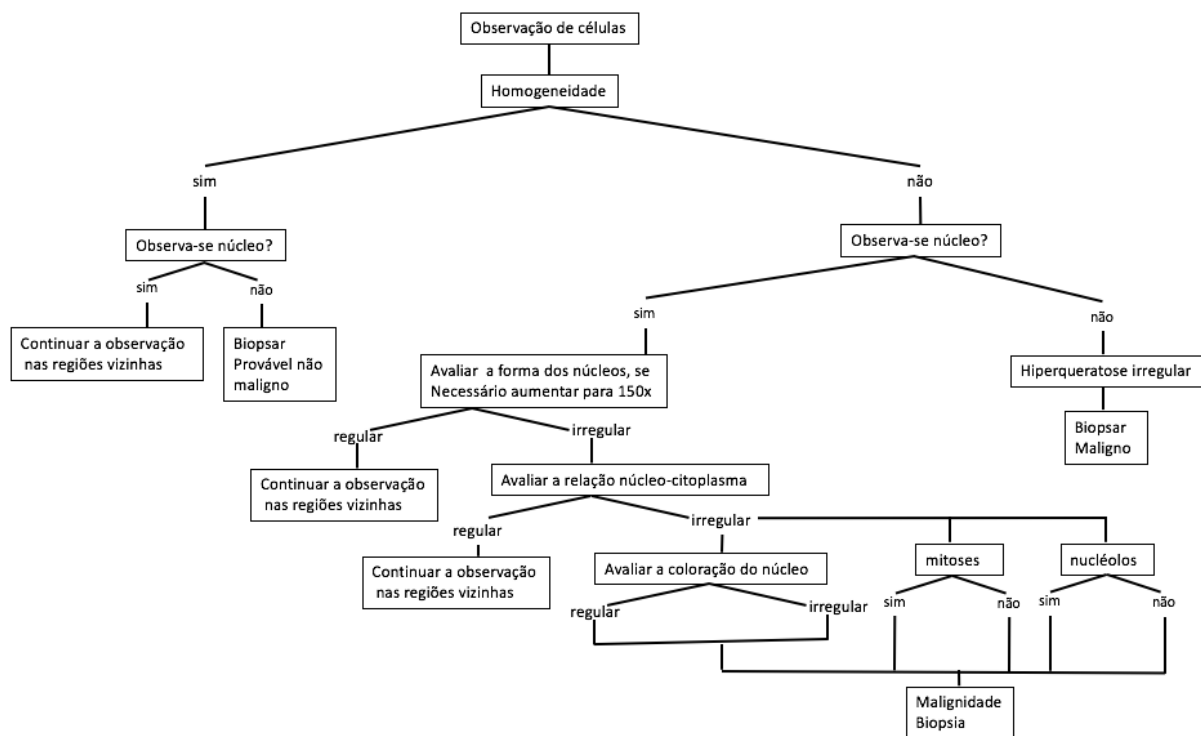 Observação de células
Homogeneidade
sim
não
Observa-se núcleo?
Observa-se núcleo?
sim
não
Continuar a observação
nas regiões vizinhas
Biopsar
Provável não
maligno
sim
não
Avaliar a forma dos núcleos, se
Necessário aumentar para 150x
Hiperqueratose irregular
Biopsar
Maligno
regular
irregular
Continuar a observação
nas regiões vizinhas
Avaliar a relação núcleo-citoplasma
regular
irregular
Continuar a observação
nas regiões vizinhas
Avaliar a coloração do núcleo
mitoses
nucléolos
regular
irregular
sim
não
sim
não
Malignidade
Biopsia